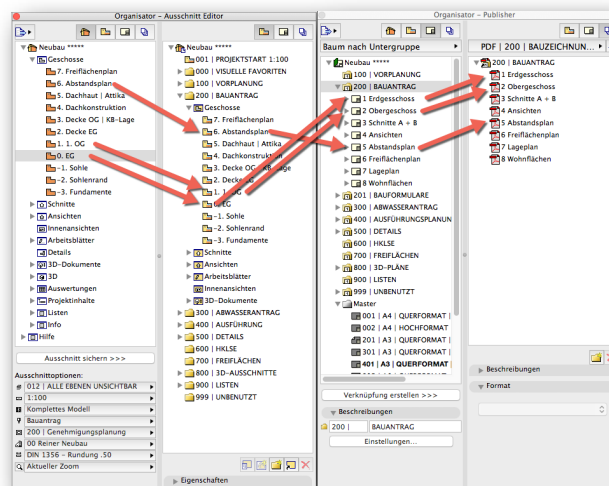 Organisator - Ausschnitt Editor
Neubau *****
Geschosse
7. Freiflächenplan
6. Abstandsplan
5. Dachhaut | Attika
4. Dachkonstruktion
3. Decke OG | KB-Lage
2. Decke EG
1. 1. OG
0. EG
-1. Sohle
-2. Sohlenrand
-3. Fundamente
Schnitte
Ansichten
Innenansichten
Arbeitsblätter
Details
3D-Dokumente
3D
Auswertungen
Projektinhalte
Listen
Info
Hilfe
Ausschnitt sichern >>>
Ausschnittoptionen:
012 | ALLE EBENEN UNSICHTBAR
1:100
Komplettes Modell
Bauantrag
200 | Genehmigungsplanung
00 Reiner Neubau
DIN 1356 - Rundung .50
Aktueller Zoom
Neubau *****
001 | PROJEKTSTART 1:100
000 | VISUELLE FAVORITEN
100 | VORPLANUNG
200 | BAUANTRAG
Geschosse
7. Freiflächenplan
6. Abstandsplan
5. Dachhaut | Attika
4. Dachkonstruktion
3. Decke OG
2. Decke
0. EG
-1. Sohle
-2. Sohlenrand
-3. Fundamente
Schnitte
Ansichten
Arbeitsblätter
Innenansichten
3D-Dokumente
300 | ABWASSERANTRAG
400 | AUSFÜHRUNG
500 | DETAILS
600 | HKLSE
700 | FREIFLÄCHEN
800 | 3D-AUSSCHNITTE
900 | LISTEN
999 | UNBENUTZT
Eigenschaften
Organisator - Publisher
Baum nach Untergruppe
Neubau *****
100 | VORPLANUNG
200 | BAUANTRAG
1 Erdgeschoss
2 Obergeschoss
3 Schnitte A + B
4 Ansichten
5 Abstandsplan
6 Freiflächenplan
7 Lageplan
8 Wohnflächen
201 | BAUFORMULARE
300 | ABWASSERANTRAG
400 | AUSFÜHRUNGSPLANUN
500 | DETAILS
600 | HKLSE
700 | FREIFLÄCHEN
800 | 3D-PLÄNE
900 | LISTEN
999 | UNBENUTZT
Master
001 | A4 | QUERFORMAT |
002 | A4 | HOCHFORMAT
201 | A3 | QUERFORMAT |
301 | A3 | QUERFORMAT |
401 | A3 | QUERFORMAT |
Verknüpfung erstellen >>>
Beschreibungen
200 | BAUANTRAG
Einstellungen...
PDF | 200 | BAUZEICHNUN...
200 | BAUANTRAG
1 Erdgeschoss
2 Obergeschoss
3 Schnitte A + B
4 Ansichten
5 Abstandsplan
6 Freiflächenplan
7 Lageplan
8 Wohnflächen
Beschreibungen
Format